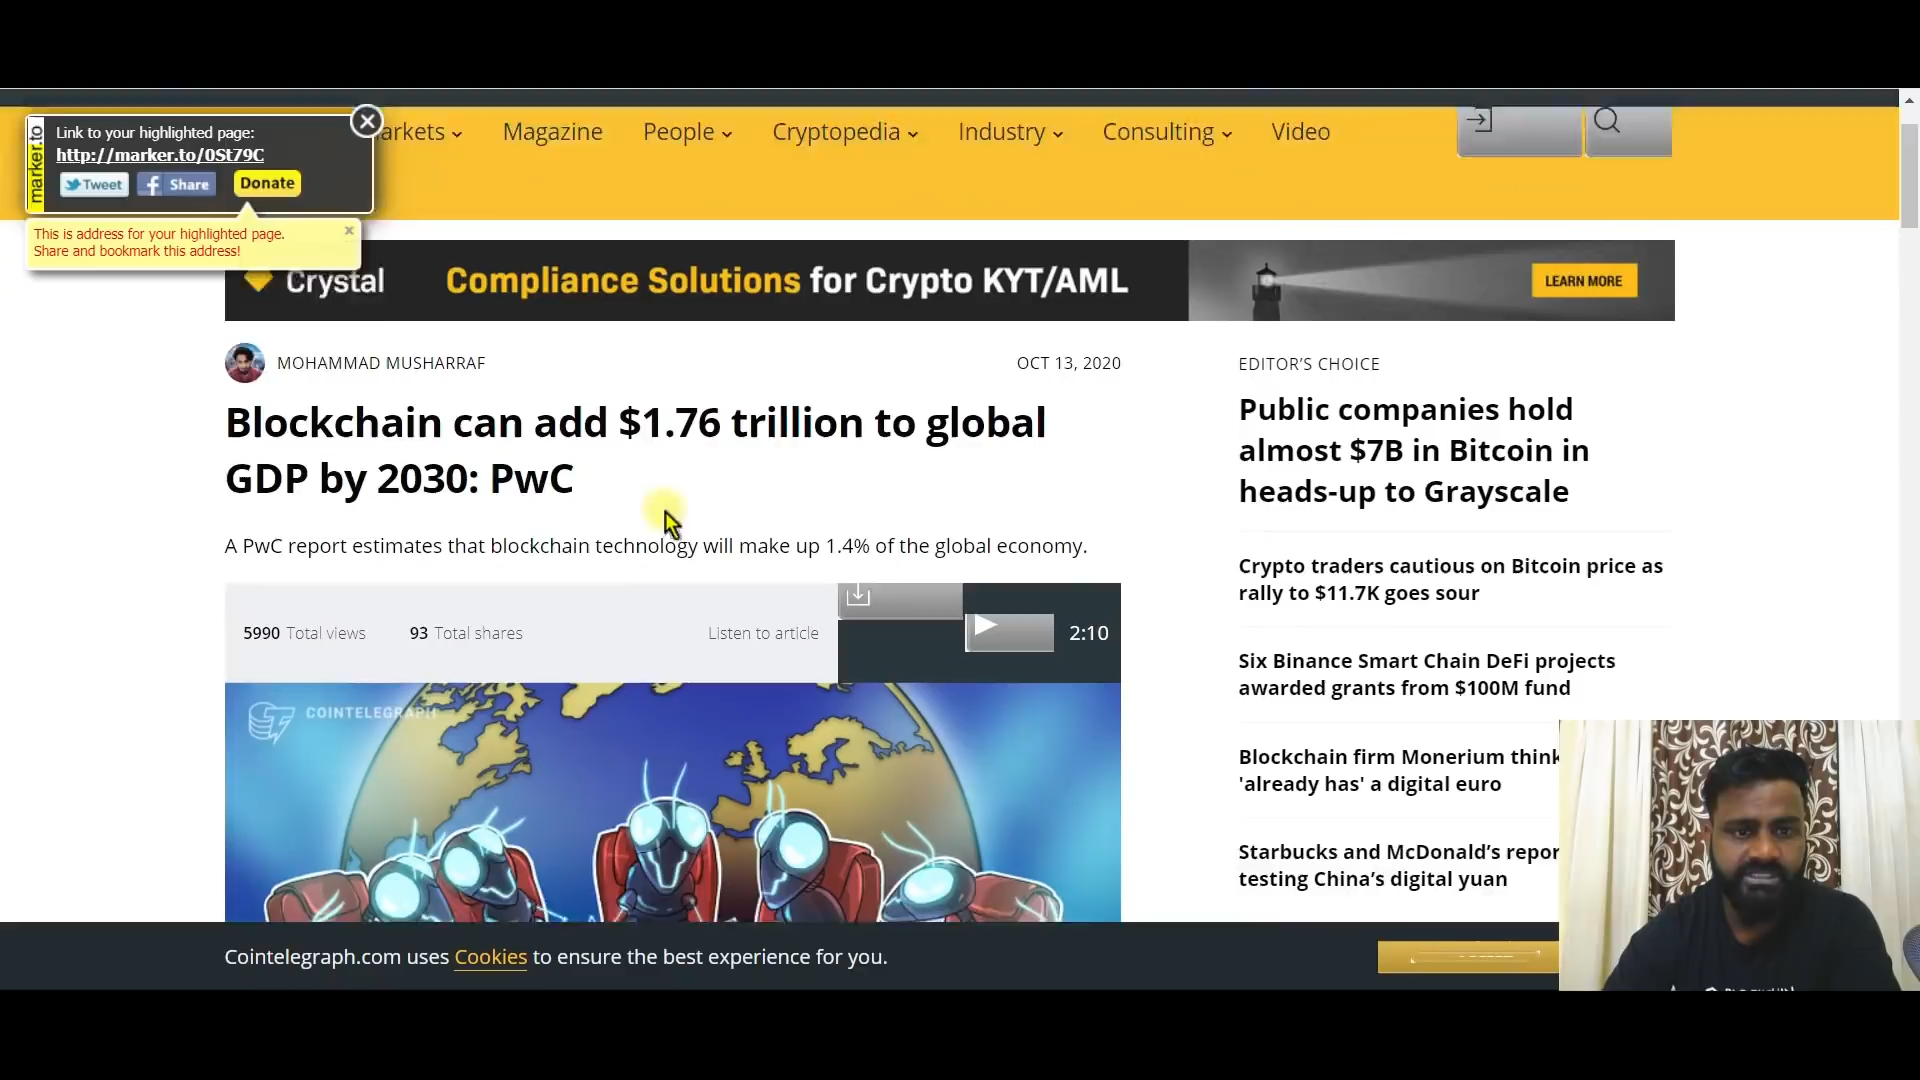 marker.to
Link to your highlighted page:
http://marker.to/0St79C
Tweet
Share
Donate
This is address for your highlighted page.
Share and bookmark this address!
arkets
Magazine
People
Cryptopedia
Industry
Consulting
Video
Crystal
Compliance Solutions for Crypto KYT/AML
LEARN MORE
MOHAMMAD MUSHARRAF
OCT 13, 2020
Blockchain can add $1.76 trillion to global
GDP by 2030: PwC
A PwC report estimates that blockchain technology will make up 1.4% of the global economy.
5990 Total views
93 Total shares
Listen to article
2:10
COINTELEGRAPH
EDITOR'S CHOICE
Public companies hold
almost $7B in Bitcoin in
heads-up to Grayscale
Crypto traders cautious on Bitcoin price as
rally to $11.7K goes sour
Six Binance Smart Chain DeFi projects
awarded grants from $100M fund
Blockchain firm Monerium think
'already has' a digital euro
Starbucks and McDonald's repor
testing China's digital yuan
Cointelegraph.com uses Cookies to ensure the best experience for you.